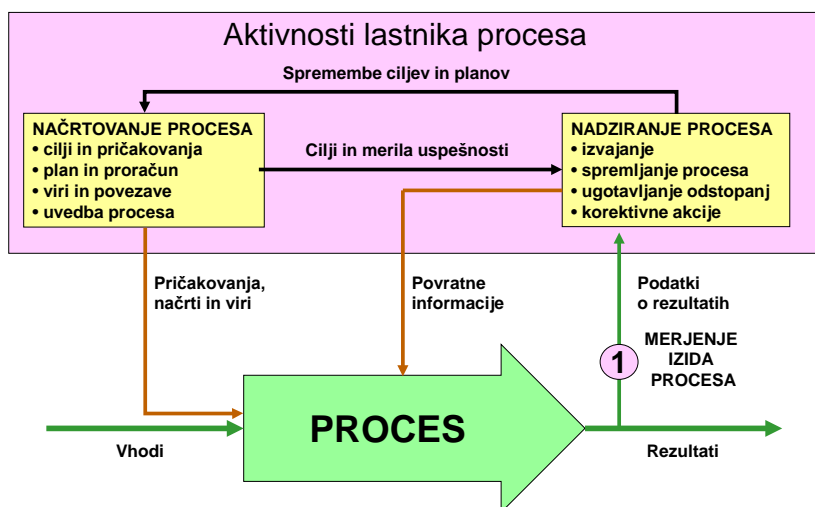 Aktivnosti lastnika procesa
Spremembe ciljev in planov
NAČRTOVANJE PROCESA
• cilji in pričakovanja
• plan in proračun
• viri in povezave
• uvedba procesa
Cilji in merila uspešnosti
NADZIRANJE PROCESA
• izvajanje
• spremljanje procesa
• ugotavljanje odstopanj
• korektivne akcije
Pričakovanja,
načrti in viri
Povratne
informacije
Podatki
o rezultatih
1
MERJENJE
IZIDA
PROCESA
PROCES
Vhodi
Rezultati